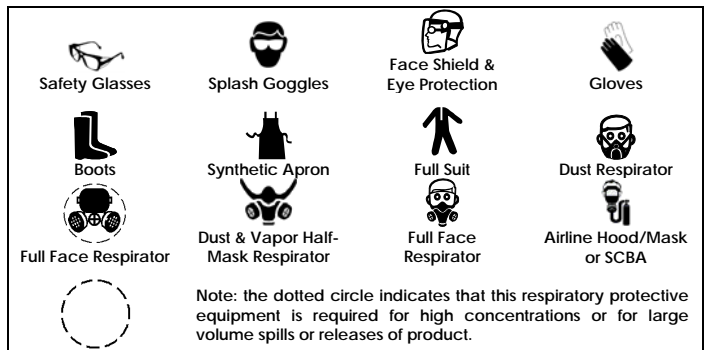 Safety Glasses
Splash Goggles
Face Shield &
Eye Protection
Gloves
Boots
Synthetic Apron
Full Suit
Dust Respirator
Full Face Respirator
Dust & Vapor Half-
Mask Respirator
Full Face
Respirator
Airline Hood/Mask
or SCBA
Note: the dotted circle indicates that this respiratory protective
equipment is required for high concentrations or for large
volume spills or releases of product.